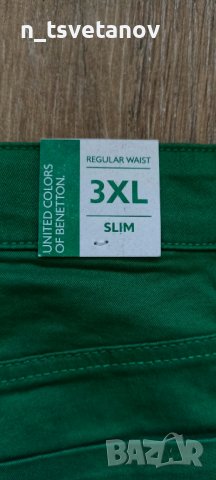 n_tsvetanov
UNITED COLORS
OF BENETTON.
REGULAR WAIST
3XL
SLIM
BAZAR